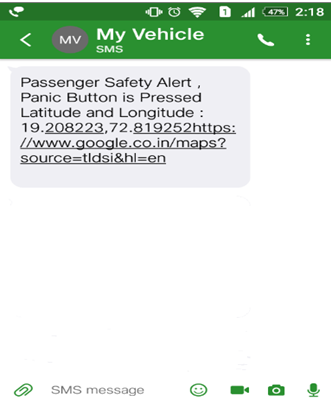 1 47% 2:18
MV My Vehicle
SMS
Passenger Safety Alert ,
Panic Button is Pressed
Latitude and Longitude :
19.208223,72.819252https:
//www.google.co.in/maps?
source=tldsi&hl=en
SMS message